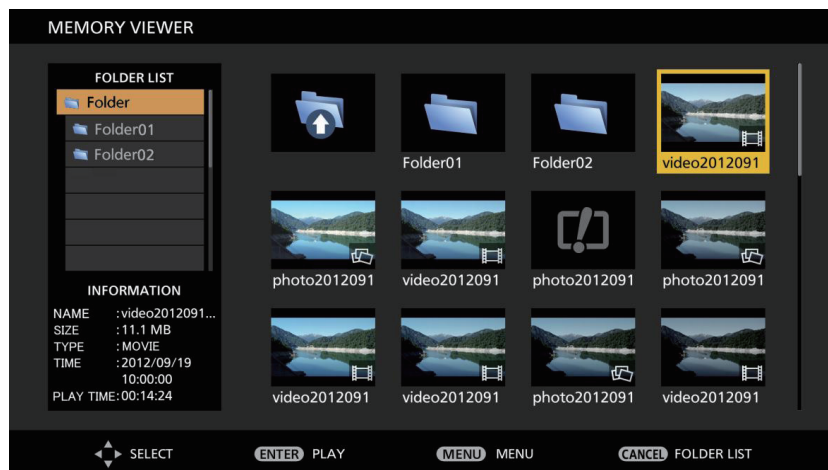 MEMORY VIEWER
FOLDER LIST
Folder
Folder01
Folder02
INFORMATION
NAME :video2012091...
SIZE :11.1 MB
TYPE :MOVIE
TIME :2012/09/19
10:00:00
PLAY TIME:00:14:24
Folder01 Folder02 video2012091
photo2012091 video2012091 photo2012091 photo2012091
video2012091 video2012091 photo2012091 video2012091
SELECT ENTER PLAY MENU MENU CANCEL FOLDER LIST